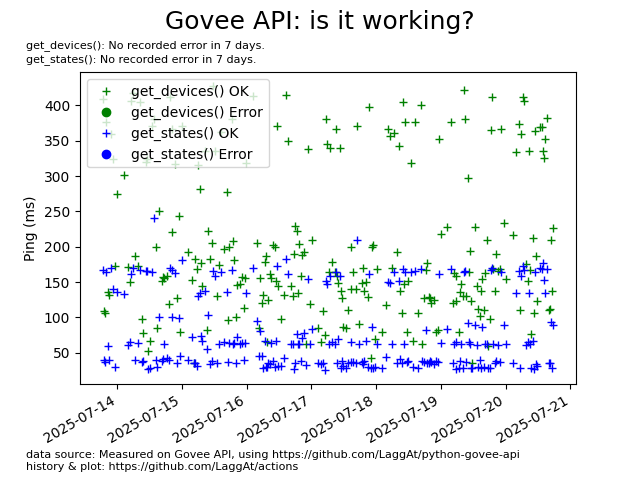 Govee API: is it working?
get_devices(): No recorded error in 7 days.
get_states(): No recorded error in 7 days.
get_devices() OK
get_devices() Error
get_states() OK
get_states() Error
Ping (ms)
400
350
300
250
200
150
100
50
2025-07-14
2025-07-15
2025-07-16
2025-07-17
2025-07-18
2025-07-19
2025-07-20
2025-07-21
data source: Measured on Govee API, using https://github.com/LaggAt/python-govee-api
history & plot: https://github.com/LaggAt/actions